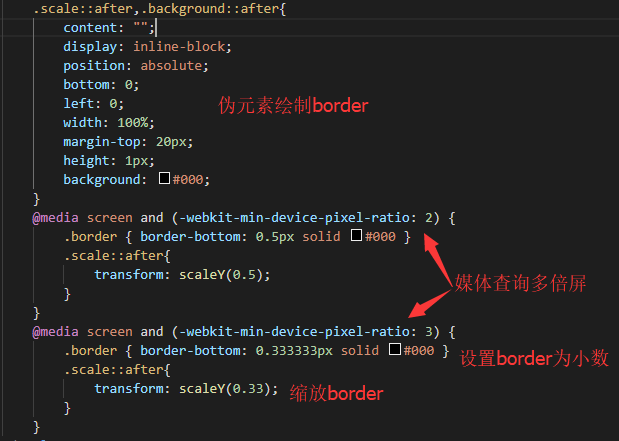 .scale::after,.background::after{
content: "";
display: inline-block;
position: absolute;
bottom: 0;
left: 0;
伪元素绘制border
width: 100%;
margin-top: 20px;
height: 1px;
background: #000;
}
@media screen and (-webkit-min-device-pixel-ratio: 2) {
.border { border-bottom: 0.5px solid #000 }
.scale::after{
transform: scaleY(0.5);
媒体查询多倍屏
}
}
@media screen and (-webkit-min-device-pixel-ratio: 3) {
.border { border-bottom: 0.333333px solid #000 }
设置border为小数
.scale::after{
transform: scaleY(0.33);
缩放border
}
}